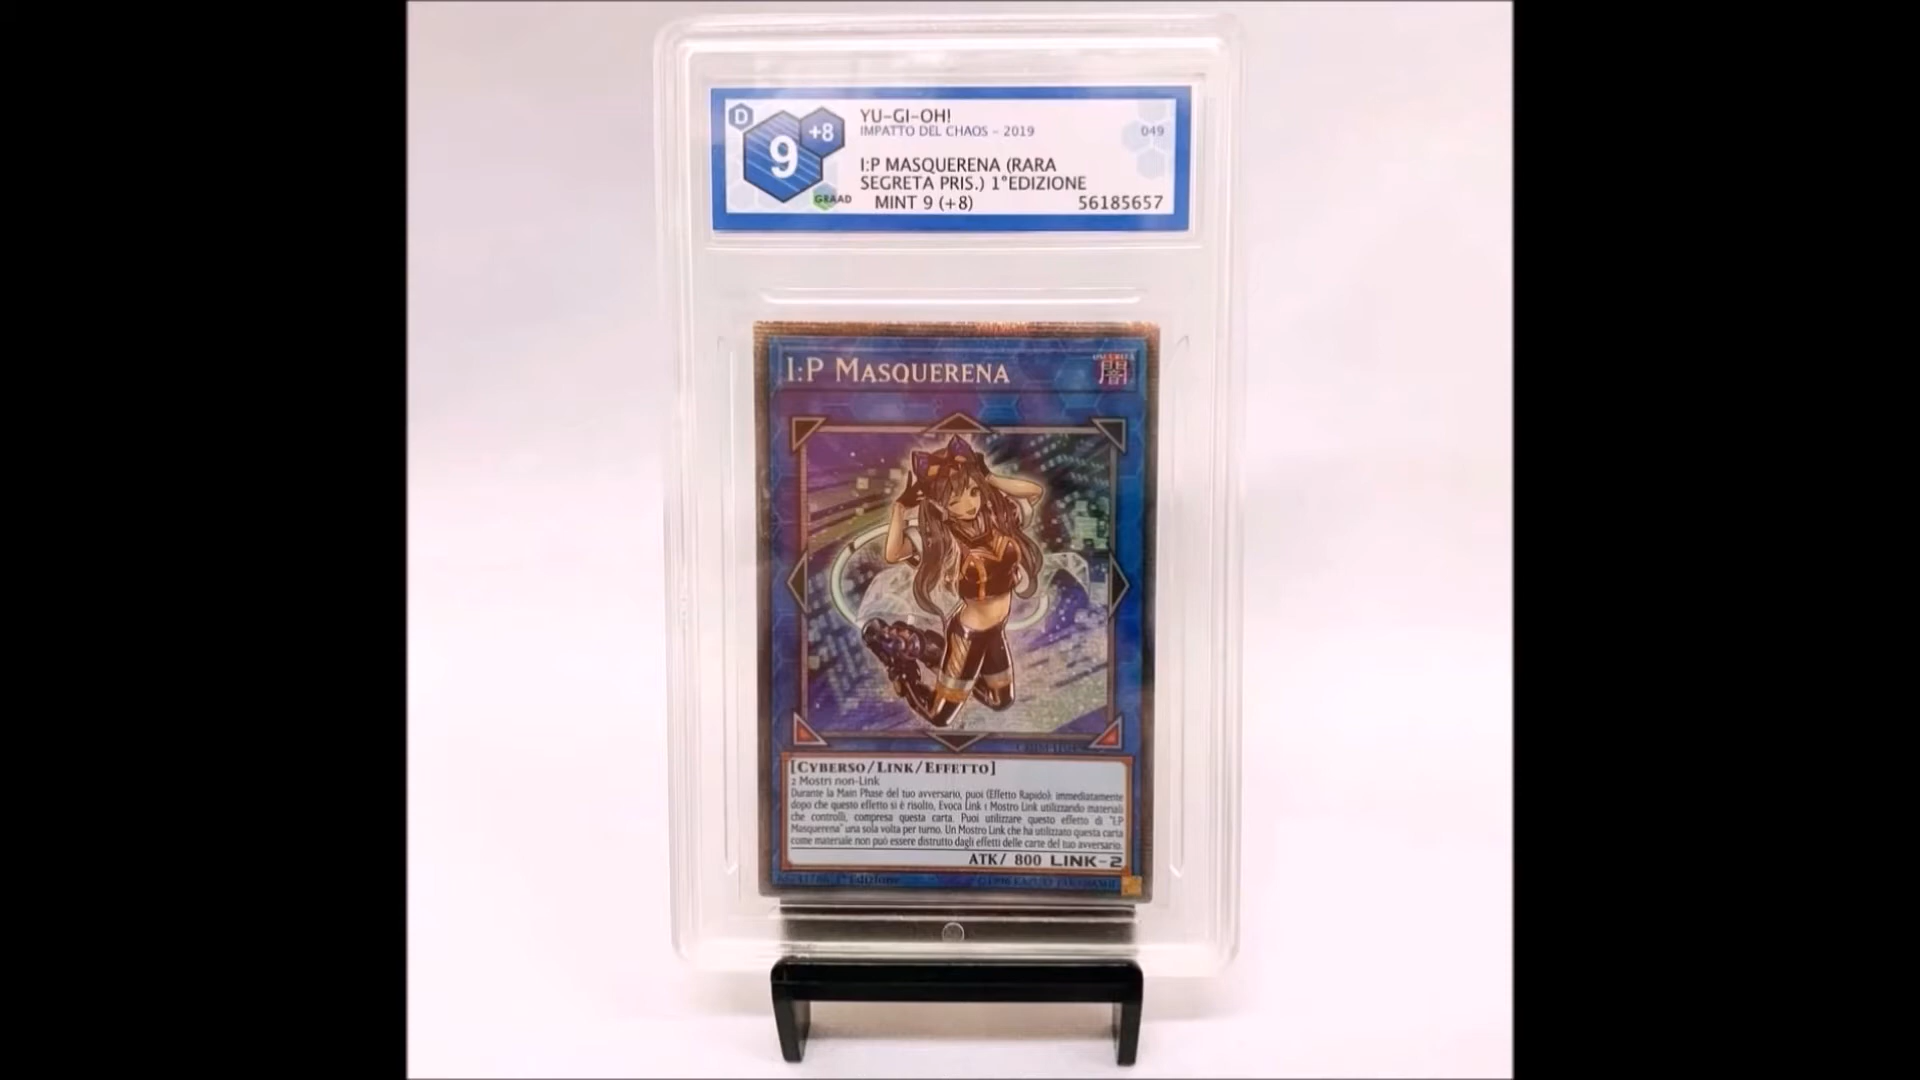 D
9
+8
GRAAD
YU-GI-OH!
IMPATTO DEL CHAOS - 2019
049
I:P MASQUERENA (RARA
SEGRETA PRIS.) 1°EDIZIONE
MINT 9 (+8)
56185657
I:P MASQUERENA
闇
[CYBERSO/LINK/EFFETTO]
2 Mostri non-Link
Durante la Main Phase del tuo avversario, puoi (Effetto Rapido): immediatamente
dopo che questo effetto si è risolto, Evoca Link 1 Mostro Link utilizzando materiali
che controlli, compresa questa carta. Puoi utilizzare questo effetto di "I:P
Masquerena" una sola volta per turno. Un Mostro Link che ha utilizzato questa carta
come materiale non può essere distrutto dagli effetti delle carte del tuo avversario.
ATK/ 800 LINK-2
1ª Edizione